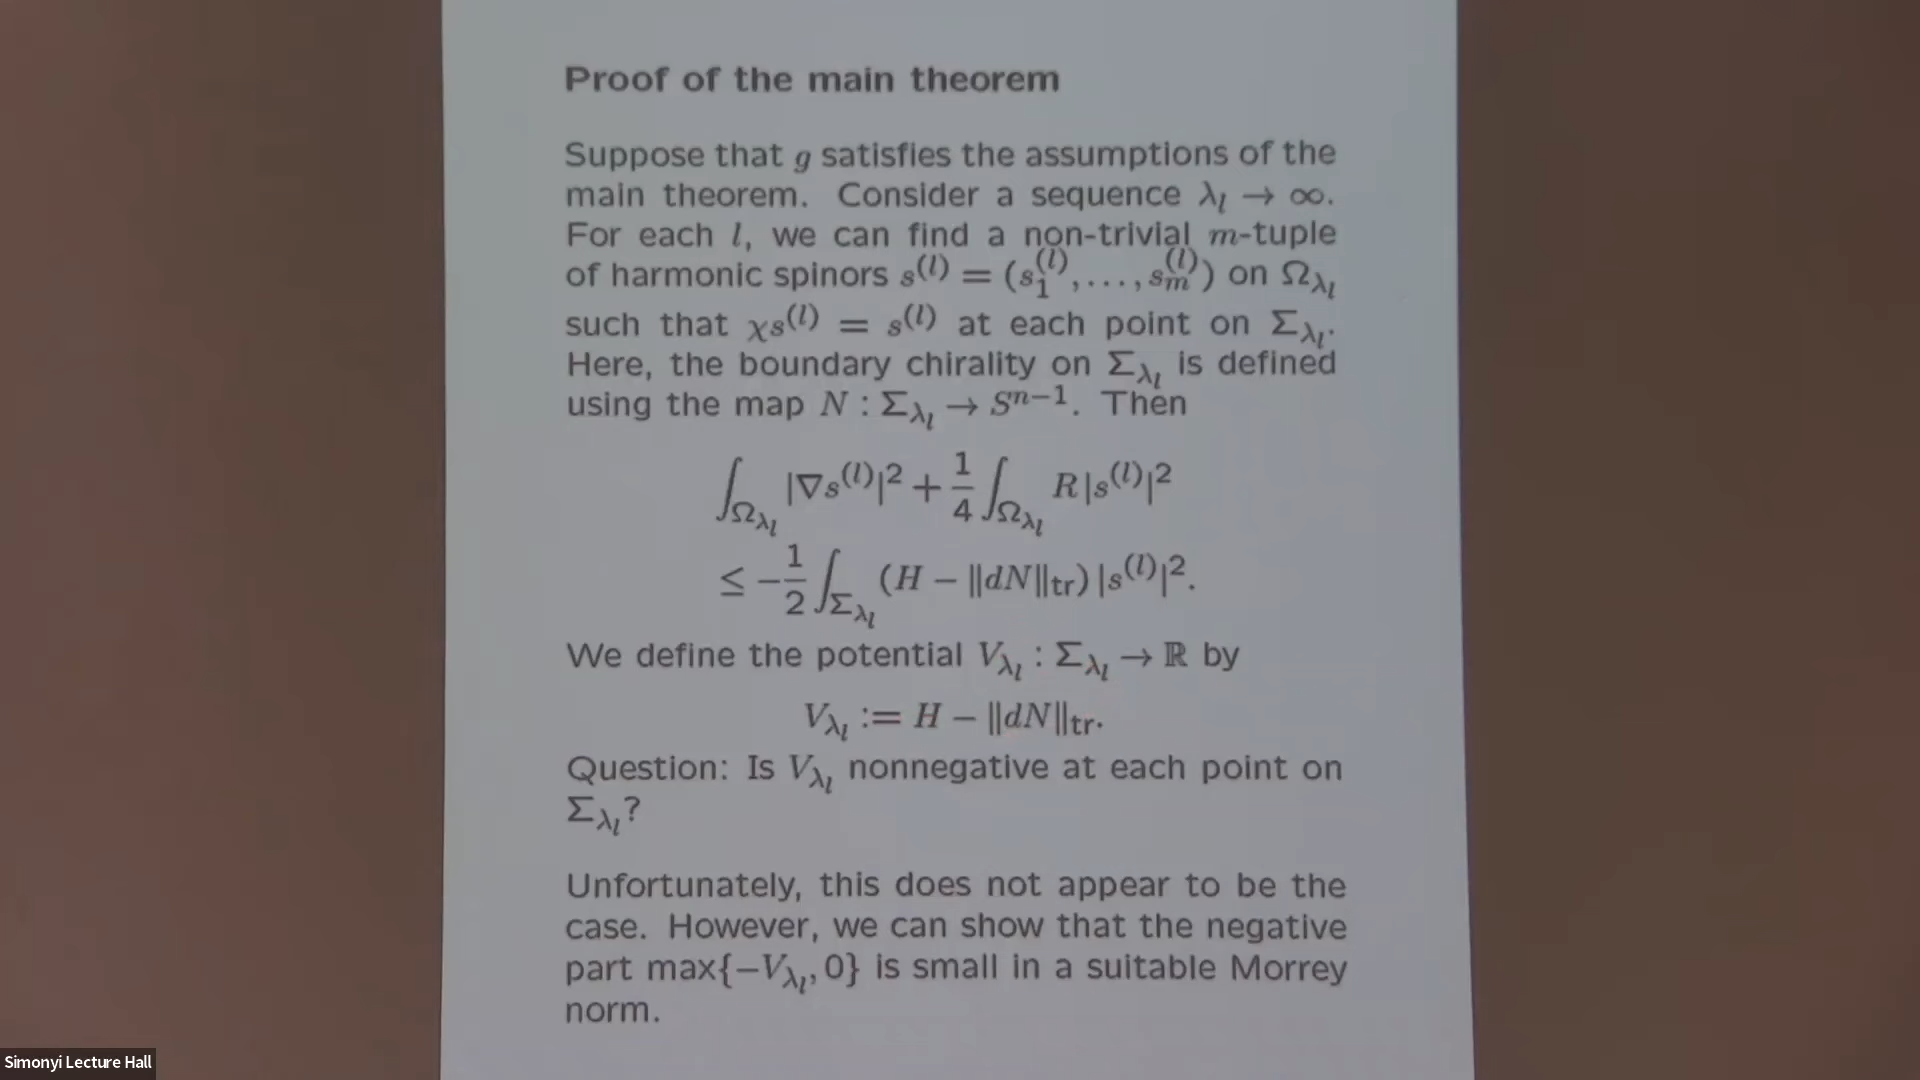 Proof of the main theorem
Suppose that g satisfies the assumptions of the
main theorem. Consider a sequence λ_l → ∞.
For each l, we can find a non-trivial m-tuple
of harmonic spinors s^{(l)} = (s_1^{(l)}, ..., s_m^{(l)}) on Ω_{λ_l}
such that χs^{(l)} = s^{(l)} at each point on Σ_{λ_l}.
Here, the boundary chirality on Σ_{λ_l} is defined
using the map N : Σ_{λ_l} → S^{n−1}. Then
∫_{Ω_{λ_l}} |∇s^{(l)}|^2 + 1/4 ∫_{Ω_{λ_l}} R|s^{(l)}|^2
≤ −1/2 ∫_{Σ_{λ_l}} (H − ‖dN‖_{tr}) |s^{(l)}|^2.
We define the potential V_{λ_l} : Σ_{λ_l} → ℝ by
V_{λ_l} := H − ‖dN‖_{tr}.
Question: Is V_{λ_l} nonnegative at each point on
Σ_{λ_l}?
Unfortunately, this does not appear to be the
case. However, we can show that the negative
part max{−V_{λ_l}, 0} is small in a suitable Morrey
norm.
Simonyi Lecture Hall